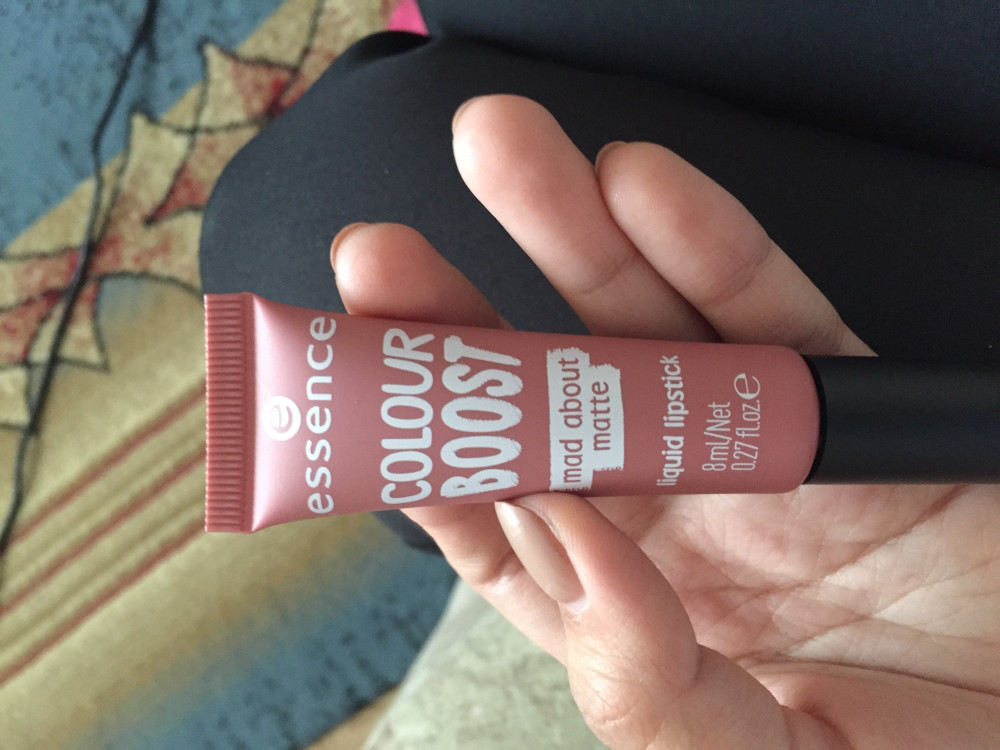 e
essence
COLOUR
BOOST
mad about
matte
liquid lipstick
8ml/Net
0.27 fl.oz.℮